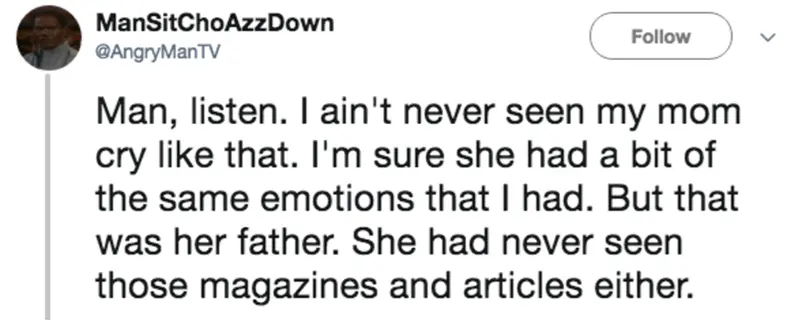 ManSitChoAzzDown
@AngryManTV
Follow
Man, listen. I ain't never seen my mom
cry like that. I'm sure she had a bit of
the same emotions that I had. But that
was her father. She had never seen
those magazines and articles either.